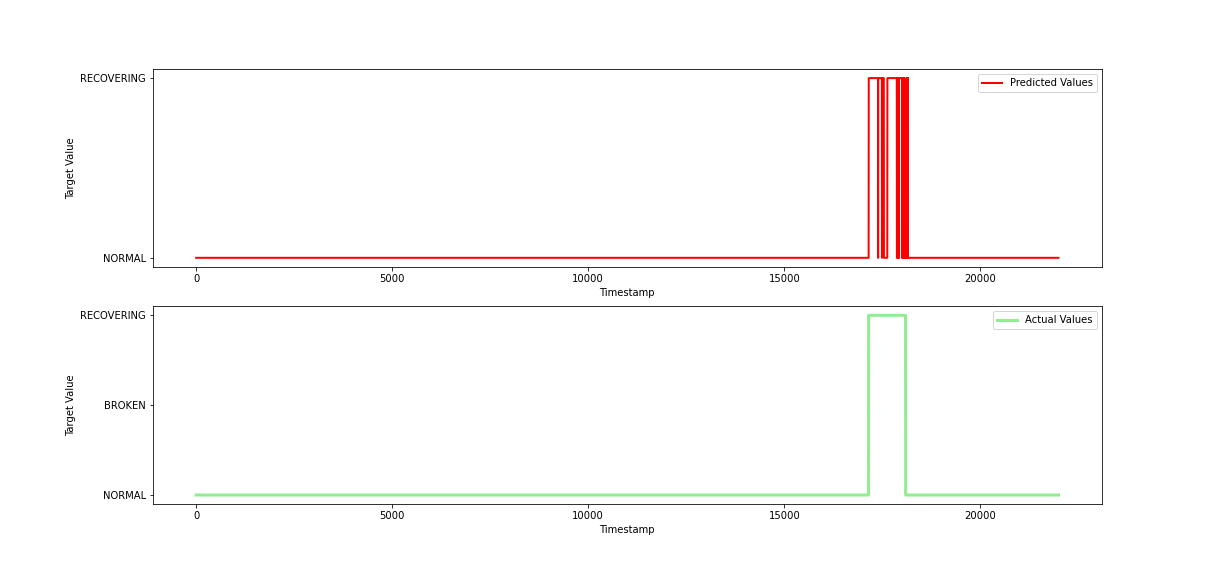 RECOVERING
Predicted Values
Target Value
NORMAL
0 5000 10000 15000 20000
Timestamp
RECOVERING
Actual Values
Target Value
BROKEN
NORMAL
0 5000 10000 15000 20000
Timestamp